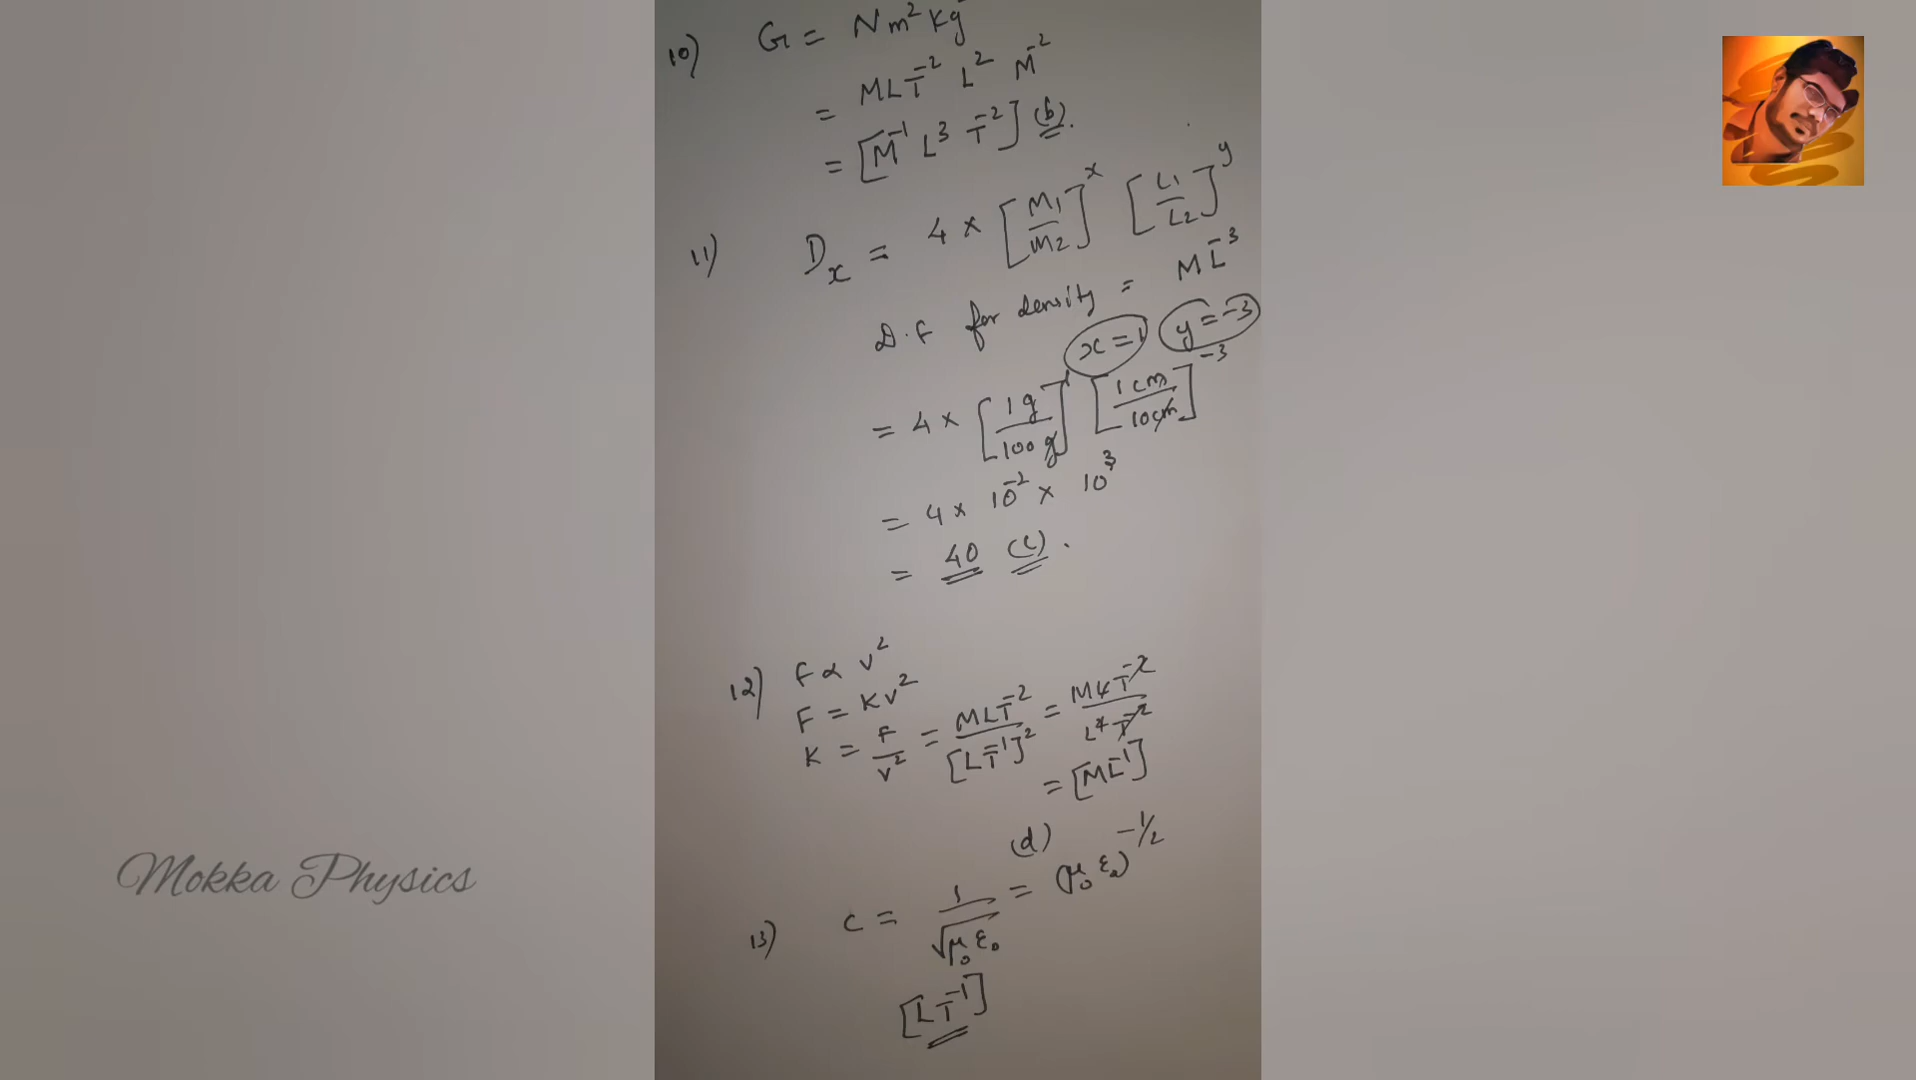 10) G = N m² kg⁻
= M L T⁻² L² M⁻²
= [M⁻¹ L³ T⁻²] (b).
11) Dx = 4 × [M₁/M₂]ˣ [L₁/L₂]ʸ
D.F for density = M L⁻³
x = 1 y = -3
= 4 × [1g/100g]¹ [1cm/10cm]⁻³
= 4 × 10⁻² × 10³
= 40 (c).
12) F ∝ v²
F = Kv²
K = F/v² = MLT⁻²/[LT⁻¹]² = MLT⁻²/L²T⁻²
= [ML⁻¹]
(d)
13) C = 1/√μ₀ε₀ = (μ₀ε₀)^-1/2
[LT⁻¹]
Mokka Physics